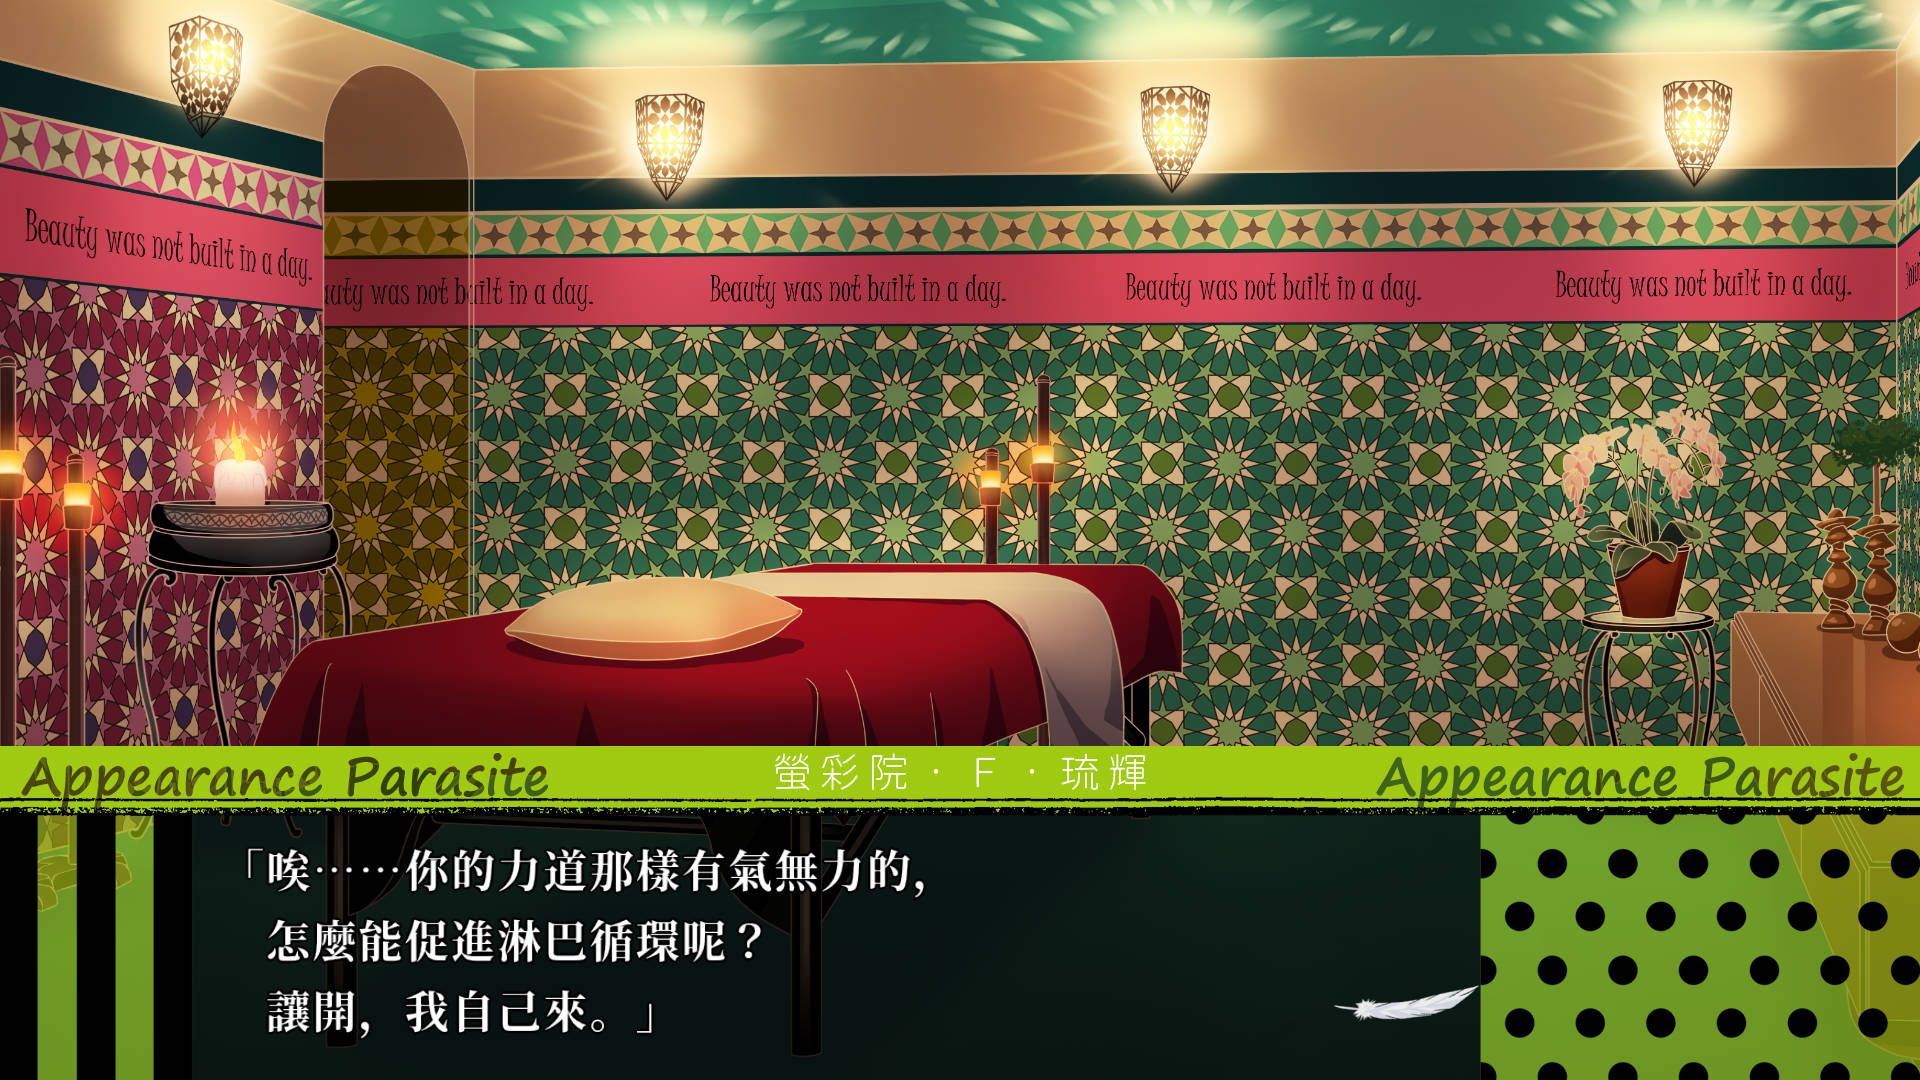 Beauty was not built in a day.
uty was not built in a day.
Beauty was not built in a day.
Beauty was not built in a day.
Beauty was not built in a day.
Appearance Parasite
螢彩院・F・琉輝
Appearance Parasite
「唉……你的力道那樣有氣無力的，
怎麼能促進淋巴循環呢？
讓開，我自己來。」